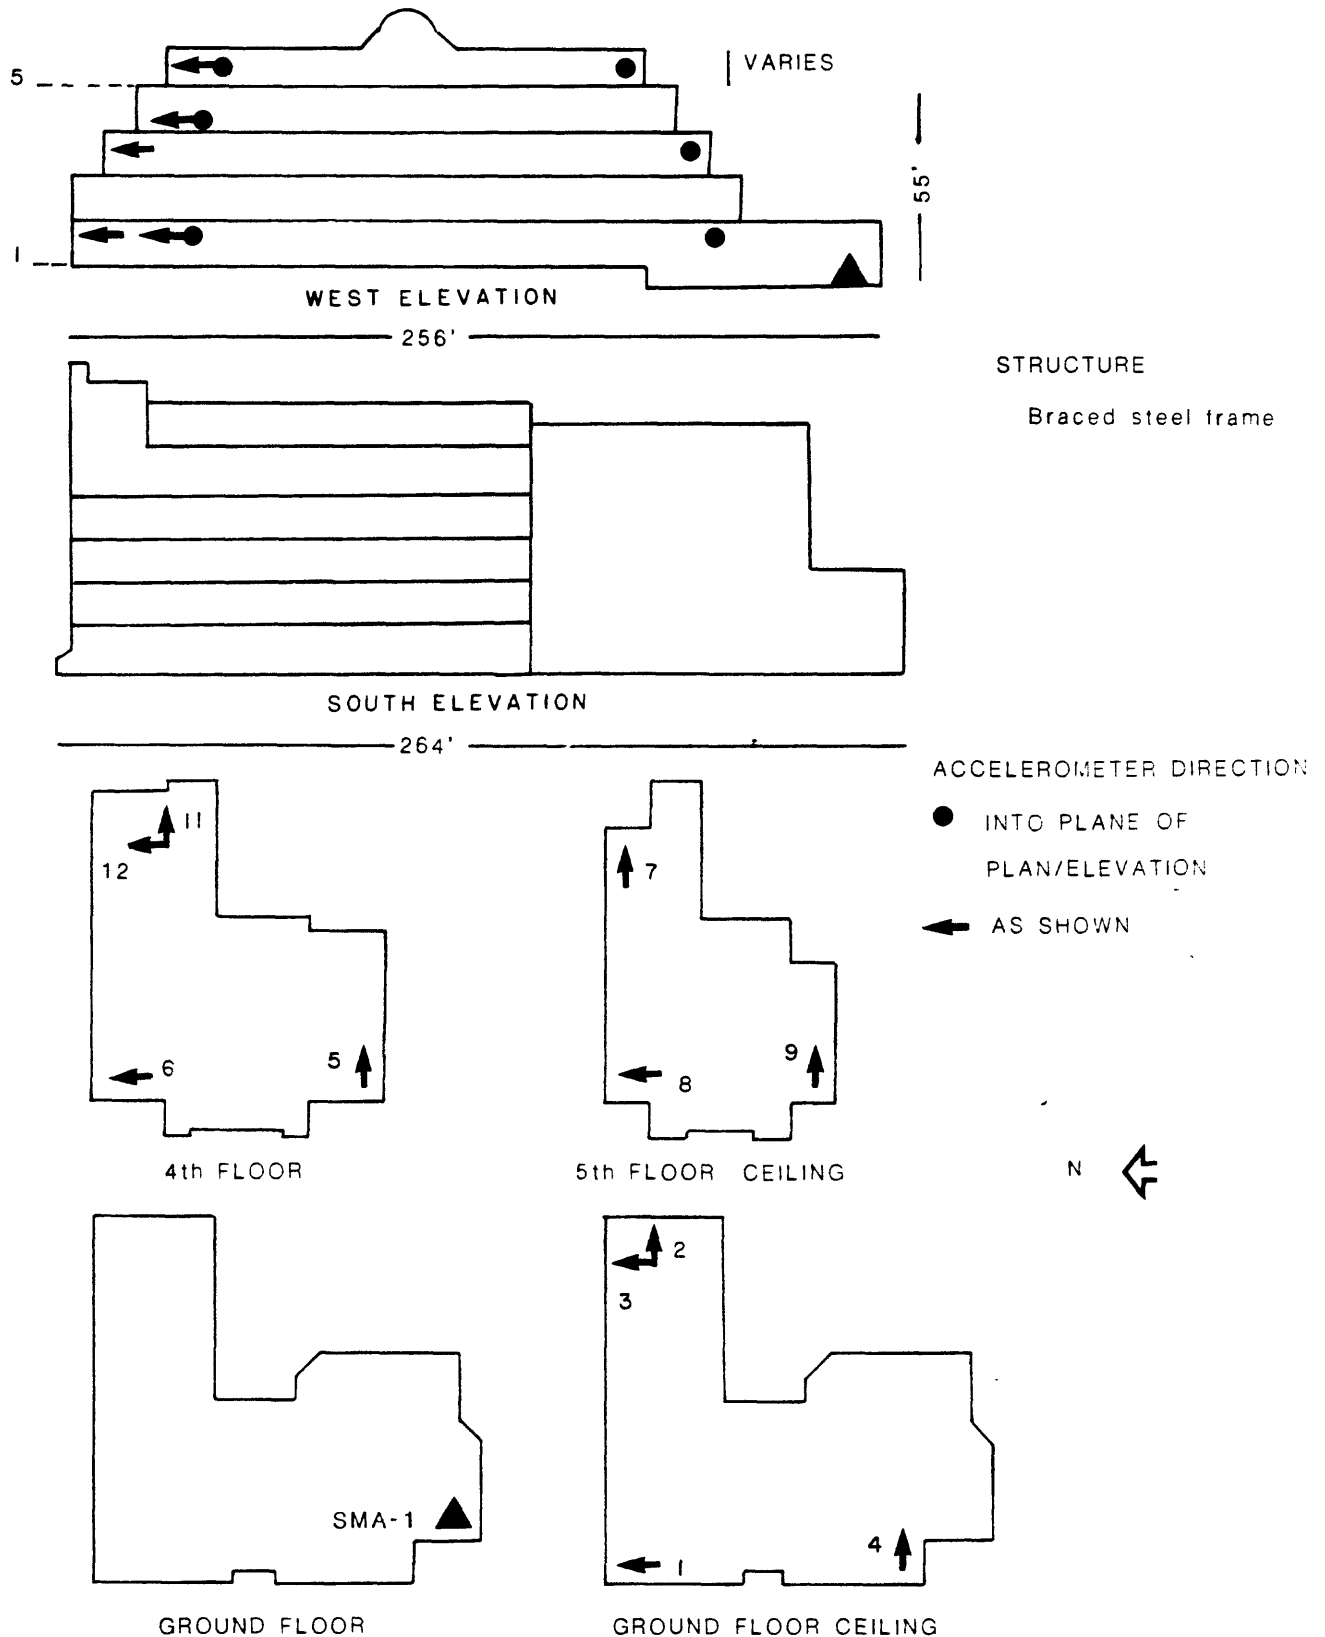 VARIES
5
55'
1
WEST ELEVATION
256'
STRUCTURE
Braced steel frame
SOUTH ELEVATION
264'
ACCELEROMETER DIRECTION
INTO PLANE OF
PLAN/ELEVATION
AS SHOWN
11
12
6
5
4th FLOOR
7
8
9
5th FLOOR CEILING
N
SMA-1
GROUND FLOOR
2
3
1
4
GROUND FLOOR CEILING